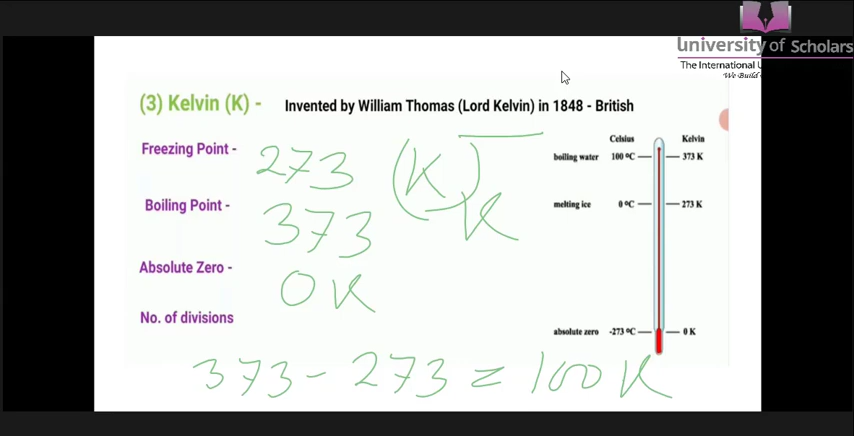 university of Scholars
The International U
We Build
(3) Kelvin (K) - Invented by William Thomas (Lord Kelvin) in 1848 - British
Freezing Point - 273 (K)
Boiling Point - 373 K
Absolute Zero - 0 K
No. of divisions
373 - 273 = 100 K
Celsius Kelvin
boiling water 100 ºC 373 K
melting ice 0 ºC 273 K
absolute zero -273 ºC 0 K